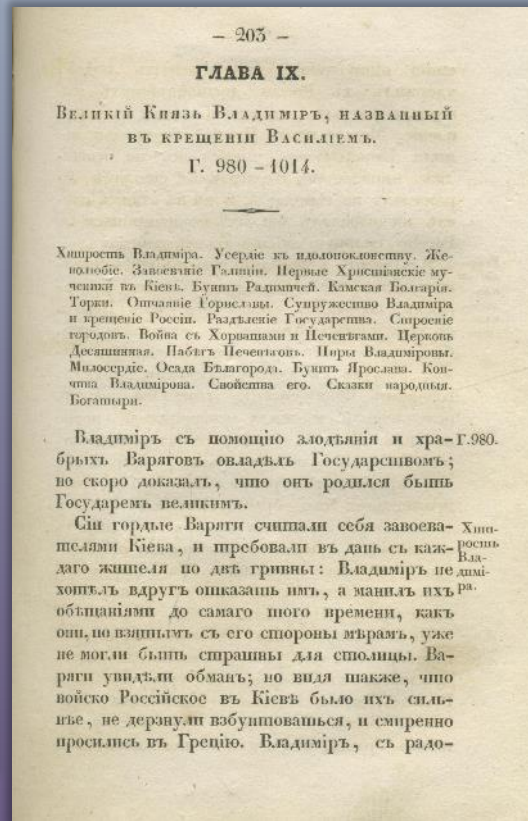 — 203 —
ГЛАВА IX.
Великій Князь Владиміръ, названный
въ крещеніи Василіемъ.
Г. 980 – 1014.
Хитрость Владиміра. Усердіе къ идолопоклонству. Же-
нолюбіе. Завоеваніе Галиціи. Первые Христіанскіе му-
ченики въ Кіевѣ. Бунтъ Радимичей. Камская Болгарія.
Торки. Отчаяніе Гориславы. Супружество Владиміра
и крещеніе Россіи. Раздѣленіе Государства. Строеніе
городовъ. Война съ Хорватами и Печенѣгами. Церковь
Десятинная. Набѣгъ Печенѣговъ. Пиры Владиміровы.
Милосердіе. Осада Бѣлагорода. Бунтъ Ярослава. Кон-
чина Владимірова. Свойства его. Сказки народныя.
Богатыри.
Владиміръ съ помощію злодѣянія и хра- Г.980.
брыхъ Варяговъ овладѣлъ Государствомъ;
но скоро доказалъ, что онъ родился быть
Государемъ великимъ.
Сіи гордые Варяги считали себя завоева- Хит-
телями Кіева, и требовали въ дань съ каж- рость
Вла-
даго жителя по двѣ гривны: Владиміръ не димі-
хотѣлъ вдругъ отказать имъ, а манилъ ихъ ра.
обѣщаніями до самаго того времени, какъ
они, по взятымъ съ его стороны мѣрамъ, уже
не могли быть страшны для столицы. Ва-
ряги увидѣли обманъ; но видя также, что
войско Россійское въ Кіевѣ было ихъ силь-
нѣе, не дерзнули взбунтоваться, и смиренно
просились въ Грецію. Владиміръ, съ радо-